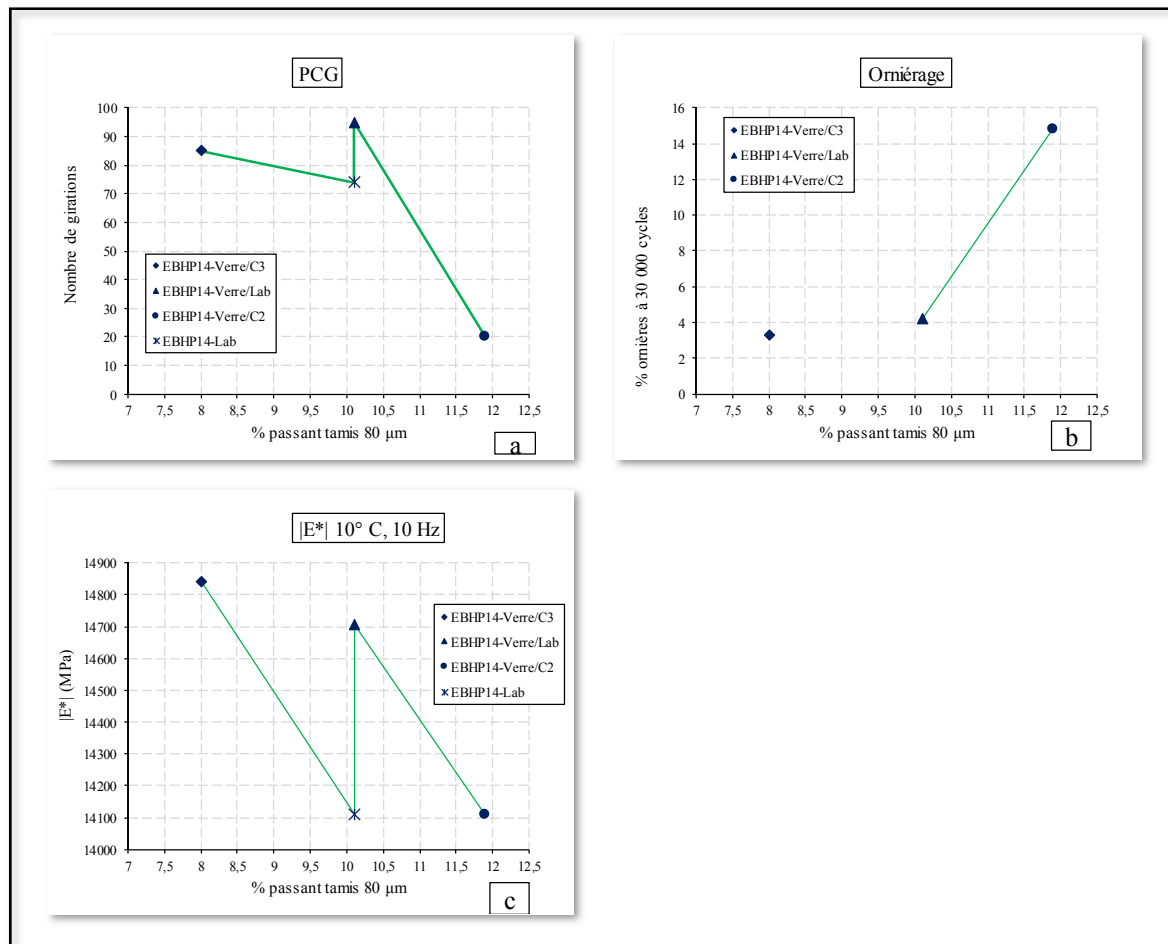 PCG
Nombre de girations
100
90
80
70
60
50
40
30
20
10
0
EBHP14-Verre/C3
EBHP14-Verre/Lab
EBHP14-Verre/C2
EBHP14-Lab
7 7,5 8 8,5 9 9,5 10 10,5 11 11,5 12 12,5
% passant tamis 80 µm
a
Orniérage
% ornières à 30 000 cycles
16
14
12
10
8
6
4
2
0
EBHP14-Verre/C3
EBHP14-Verre/Lab
EBHP14-Verre/C2
7 7,5 8 8,5 9 9,5 10 10,5 11 11,5 12 12,5
% passant tamis 80 µm
b
|E*| 10° C, 10 Hz
|E*| (MPa)
14900
14800
14700
14600
14500
14400
14300
14200
14100
14000
EBHP14-Verre/C3
EBHP14-Verre/Lab
EBHP14-Verre/C2
EBHP14-Lab
7 7,5 8 8,5 9 9,5 10 10,5 11 11,5 12 12,5
% passant tamis 80 µm
c